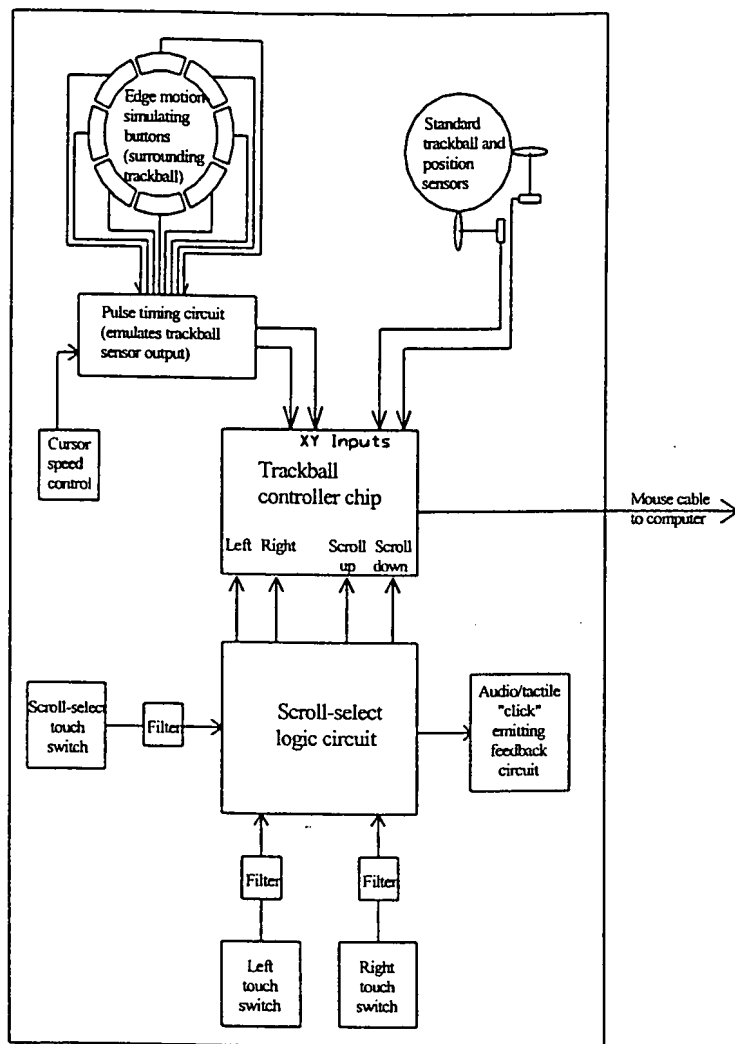 Edge motion
simulating
buttons
(surrounding
trackball)
Standard
trackball and
position
sensors
Pulse timing circuit
(emulates trackball
sensor output)
Cursor
speed
control
XY Inputs
Trackball
controller chip
Left Right Scroll up Scroll down
Mouse cable
to computer
Scroll-select
touch
switch
Filter
Scroll-select
logic circuit
Audio/tactile
"click"
emitting
feedback
circuit
Filter
Filter
Left
touch
switch
Right
touch
switch